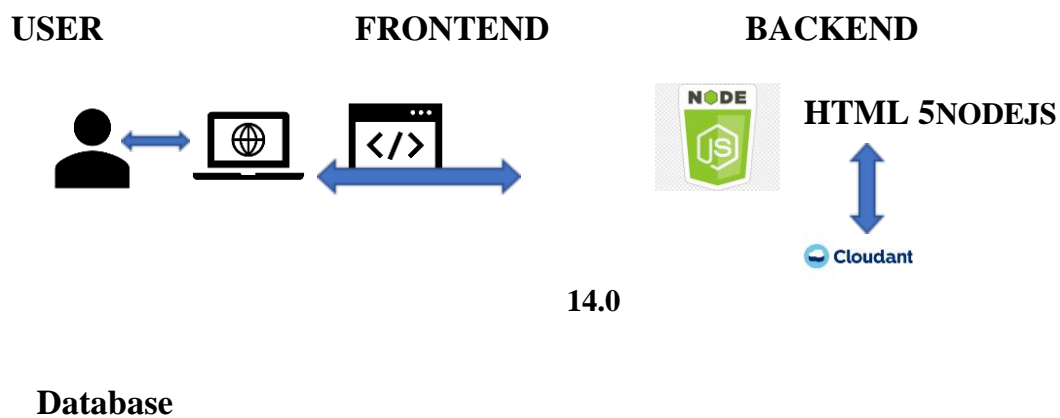 USER FRONTEND BACKEND
NODE
JS
HTML 5NODEJS
</>
Cloudant
14.0
Database